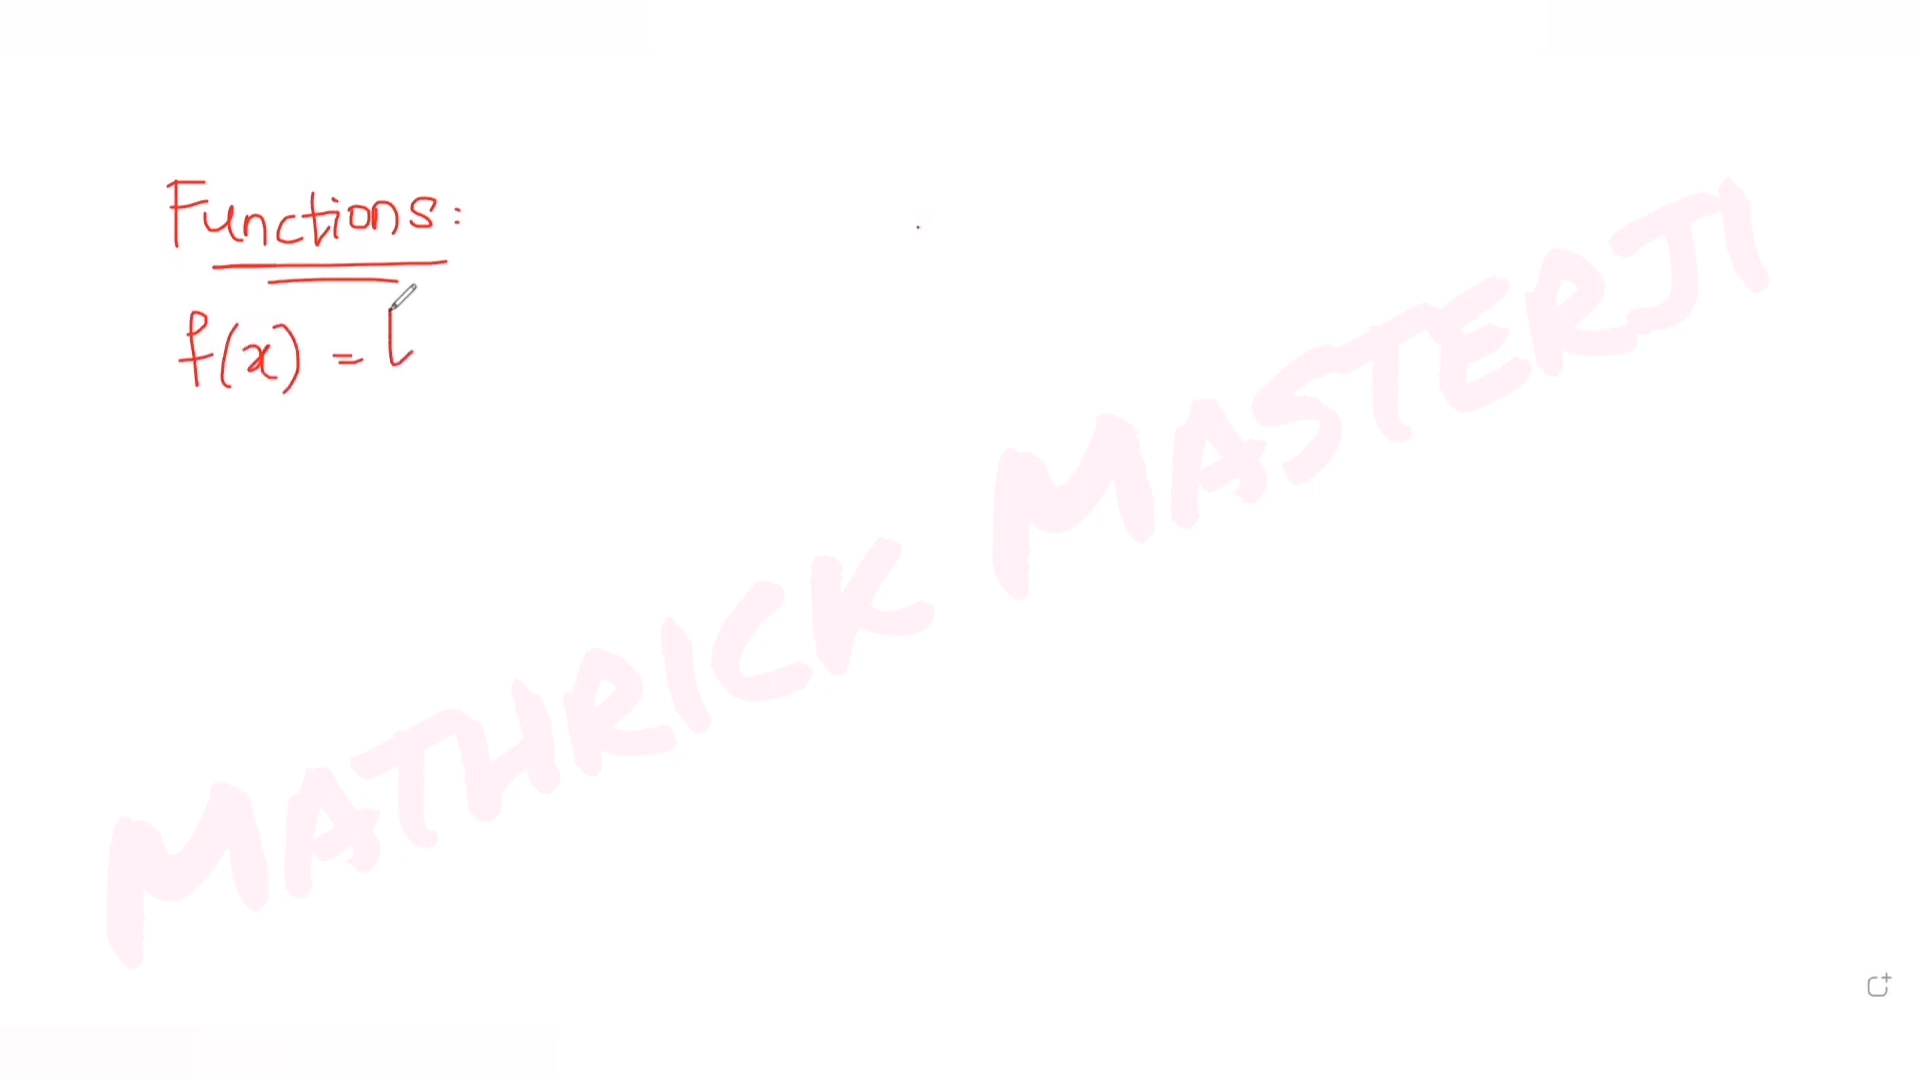 Functions:
f(x) = [
MATHRICK MASTERJI